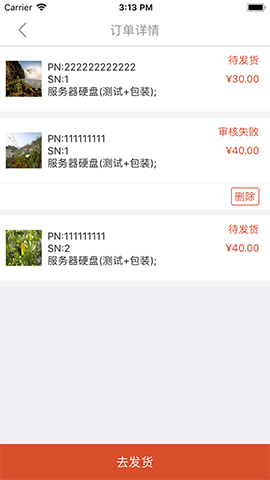 Carrier 3:13 PM
订单详情
待发货
PN:222222222222
SN:1
¥30.00
服务器硬盘(测试+包装);
审核失败
PN:111111111
SN:1
¥40.00
服务器硬盘(测试+包装);
删除
待发货
PN:111111111
SN:2
¥40.00
服务器硬盘(测试+包装);
去发货